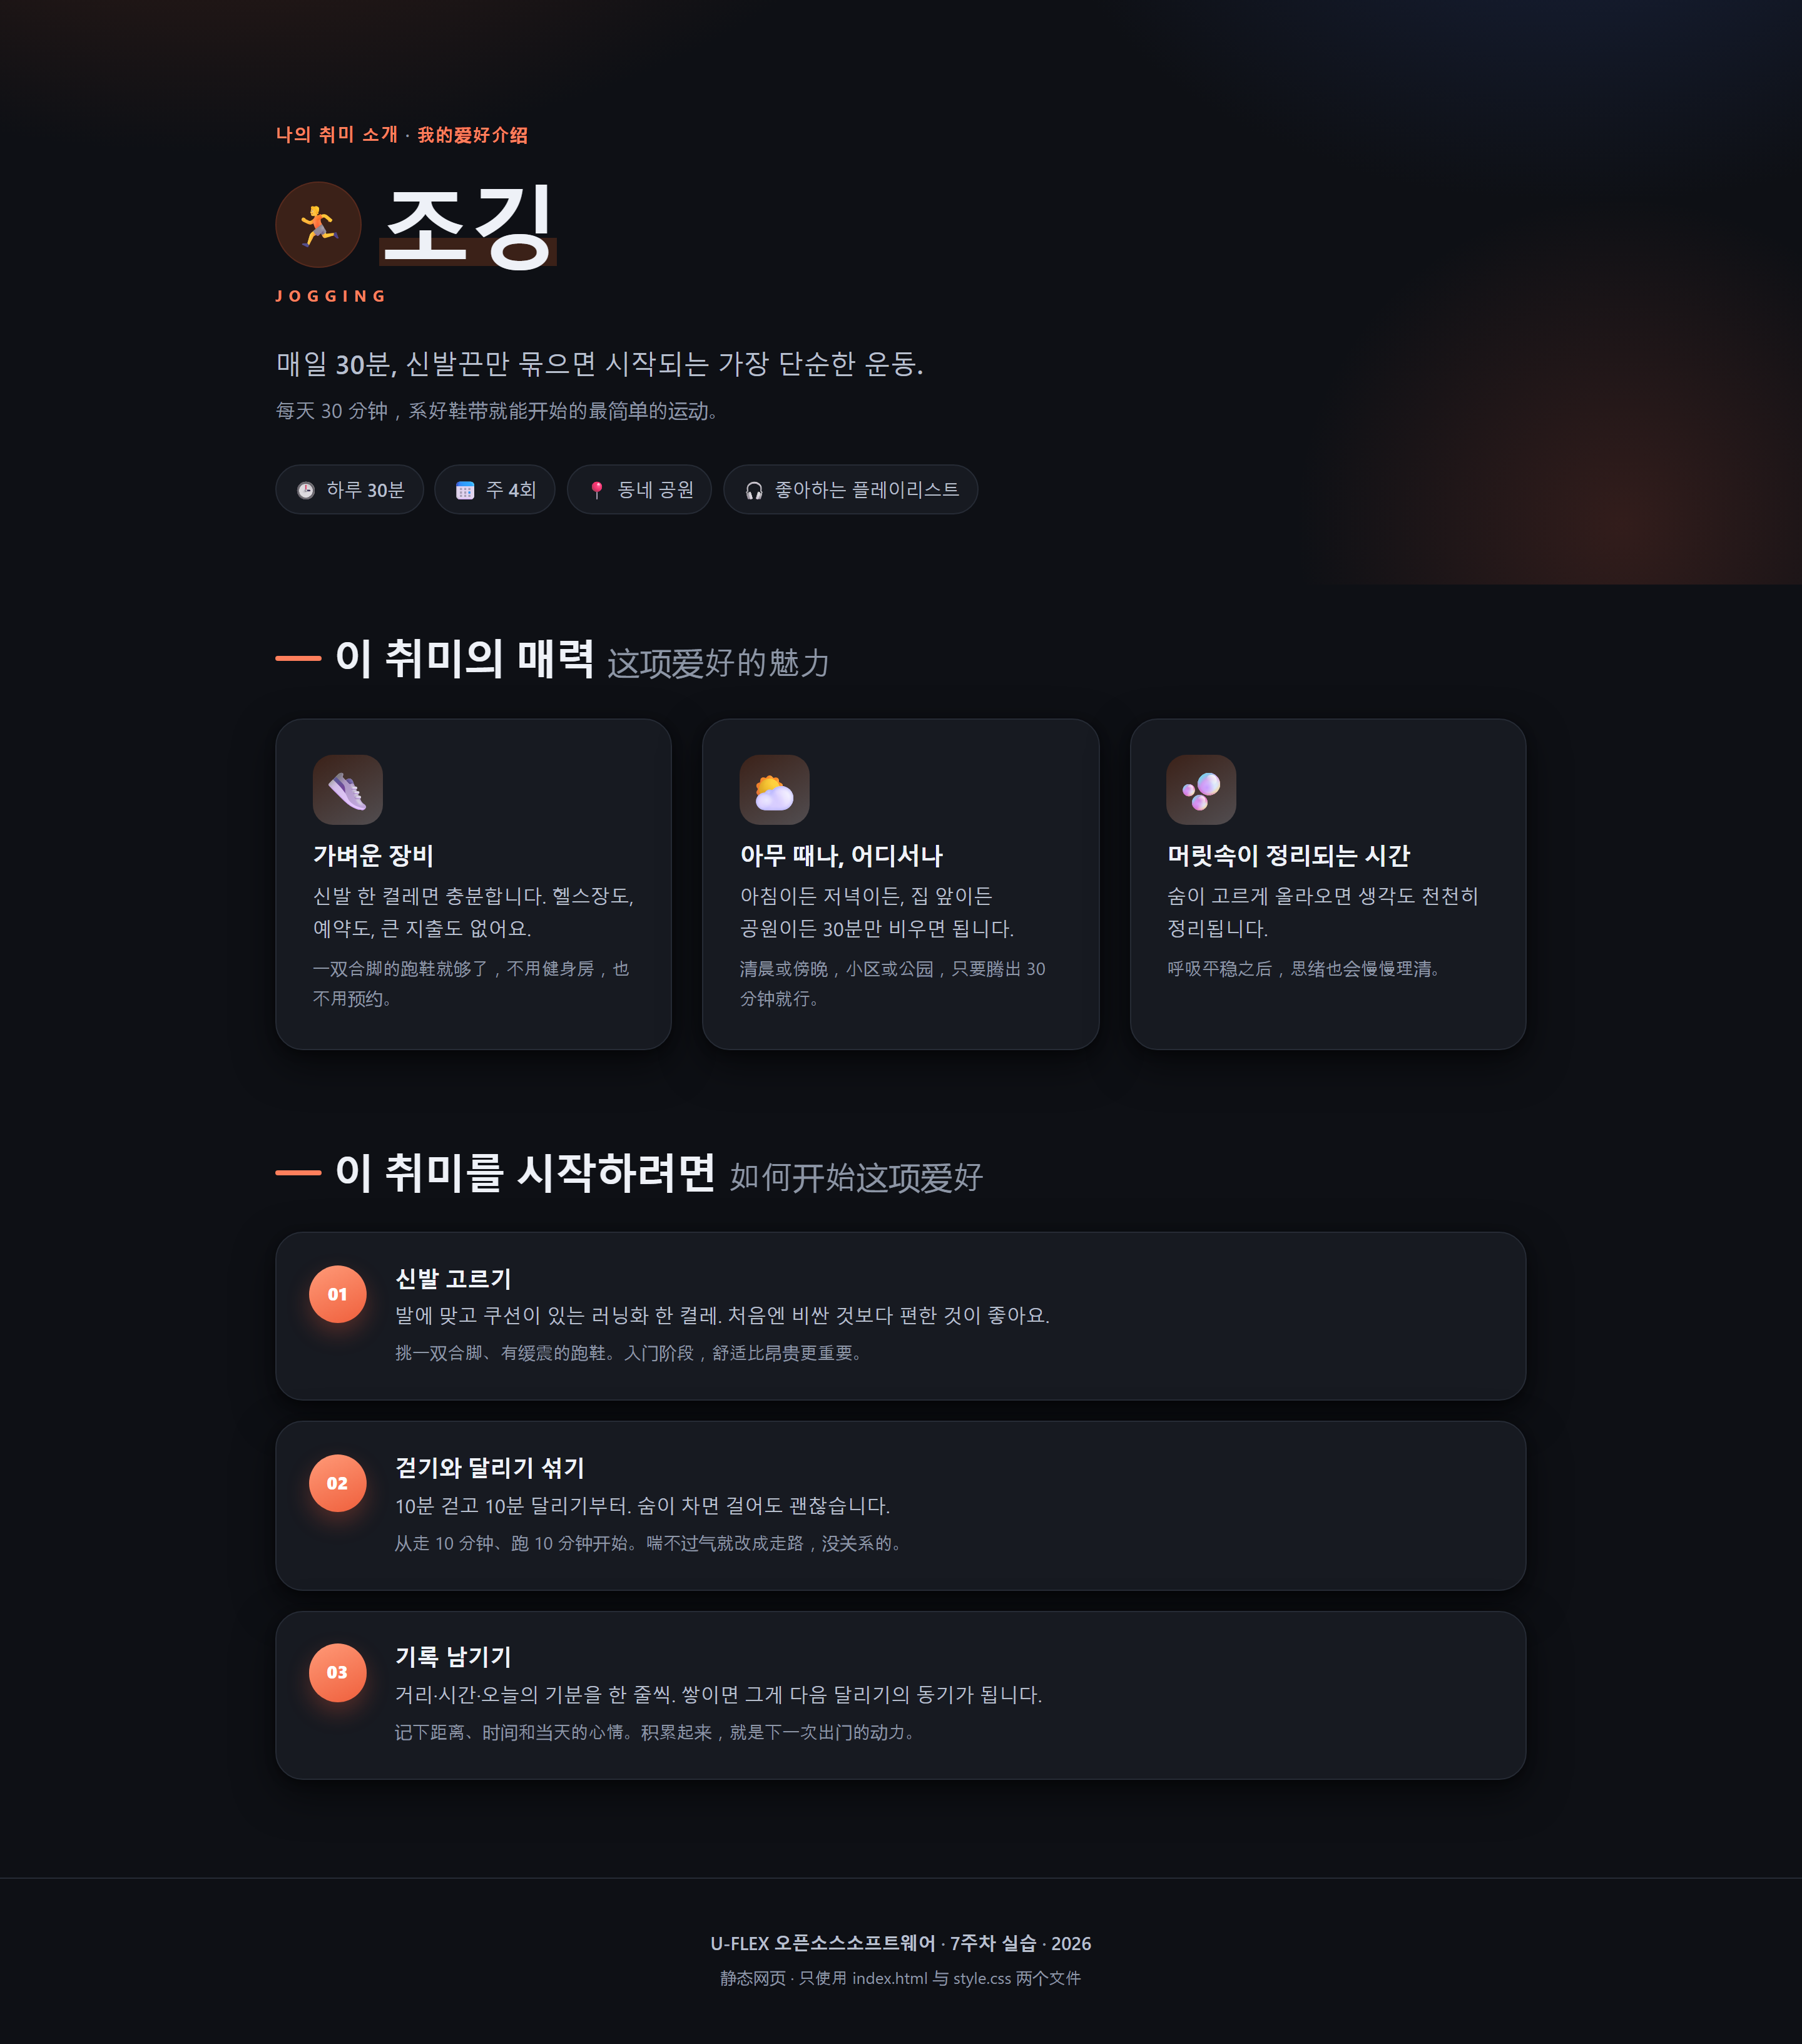 나의 취미 소개 · 我的爱好介绍
조깅
JOGGING
매일 30분, 신발끈만 묶으면 시작되는 가장 단순한 운동.
每天 30 分钟，系好鞋带就能开始的最简单的运动。
하루 30분
주 4회
동네 공원
좋아하는 플레이리스트
이 취미의 매력 这项爱好的魅力
가벼운 장비
신발 한 켤레면 충분합니다. 헬스장도,
예약도, 큰 지출도 없어요.
一双合脚的跑鞋就够了，不用健身房，也
不用预约。
아무 때나, 어디서나
아침이든 저녁이든, 집 앞이든
공원이든 30분만 비우면 됩니다.
清晨或傍晚，小区或公园，只要腾出 30
分钟就行。
머릿속이 정리되는 시간
숨이 고르게 올라오면 생각도 천천히
정리됩니다.
呼吸平稳之后，思绪也会慢慢理清。
이 취미를 시작하려면 如何开始这项爱好
01
신발 고르기
발에 맞고 쿠션이 있는 러닝화 한 켤레. 처음엔 비싼 것보다 편한 것이 좋아요.
挑一双合脚、有缓震的跑鞋。入门阶段，舒适比昂贵更重要。
02
걷기와 달리기 섞기
10분 걷고 10분 달리기부터. 숨이 차면 걸어도 괜찮습니다.
从走 10 分钟、跑 10 分钟开始。喘不过气就改成走路，没关系的。
03
기록 남기기
거리·시간·오늘의 기분을 한 줄씩. 쌓이면 그게 다음 달리기의 동기가 됩니다.
记下距离、时间和当天的心情。积累起来，就是下一次出门的动力。
U-FLEX 오픈소스소프트웨어 · 7주차 실습 · 2026
静态网页 · 只使用 index.html 与 style.css 两个文件